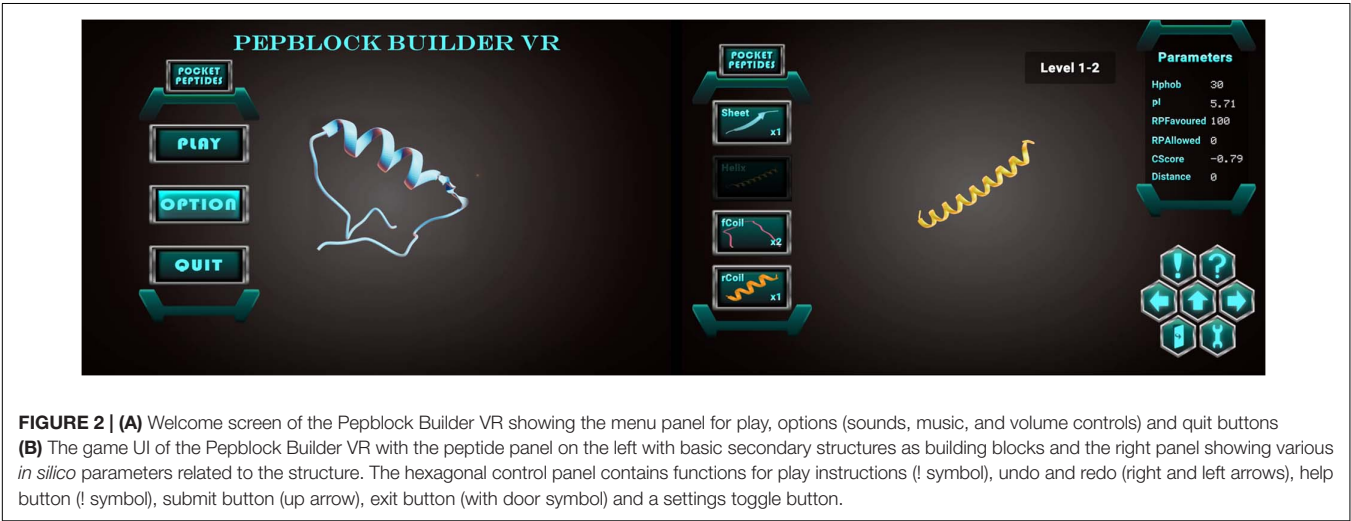 PEPBLOCK BUILDER VR
POCKET
PEPTIDES
PLAY
OPTION
QUIT
POCKET
PEPTIDES
Sheet
x1
Helix
fCoil
x2
rCoil
x1
Level 1-2
Parameters
Hphob 30
pI 5.71
RPFavoured 100
RPAllowed 0
CScore -0.79
Distance 0
! ?
FIGURE 2 | (A) Welcome screen of the Pepblock Builder VR showing the menu panel for play, options (sounds, music, and volume controls) and quit buttons
(B) The game UI of the Pepblock Builder VR with the peptide panel on the left with basic secondary structures as building blocks and the right panel showing various
in silico parameters related to the structure. The hexagonal control panel contains functions for play instructions (! symbol), undo and redo (right and left arrows), help
button (! symbol), submit button (up arrow), exit button (with door symbol) and a settings toggle button.